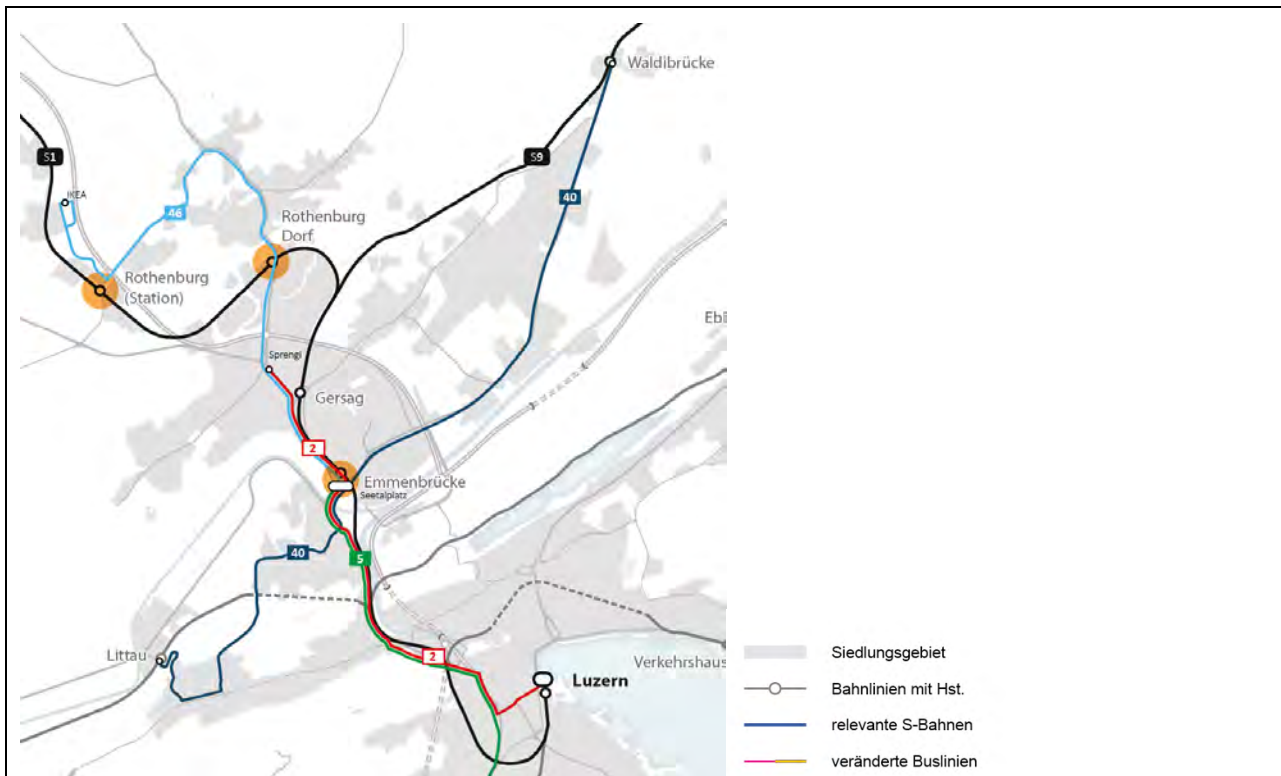 Waldibrücke
S1
S9
IKEA
40
46
Rothenburg
Dorf
Rothenburg
(Station)
Ebi
Sprengi
Gersag
2
Emmenbrücke
Seetalplatz
40
5
Littau
2
Verkehrshaus
Luzern
Siedlungsgebiet
Bahnlinien mit Hst.
relevante S-Bahnen
veränderte Buslinien